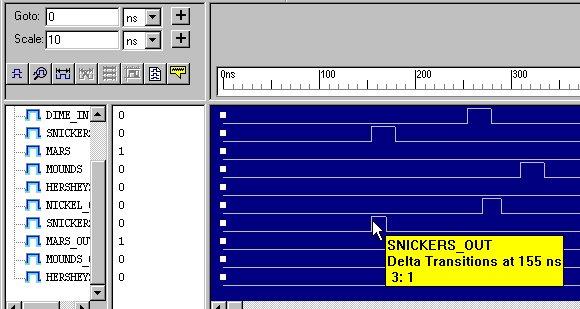 Goto: 0 ns
Scale: 10 ns
0ns 100 200 300
DIME_IN 0
SNICKERS 0
MARS 1
MOUNDS 0
HERSHEYS 0
NICKEL_ 0
SNICKERS 0
MARS_OUT 1
MOUNDS_ 0
HERSHEYS 0
SNICKERS_OUT
Delta Transitions at 155 ns
3: 1